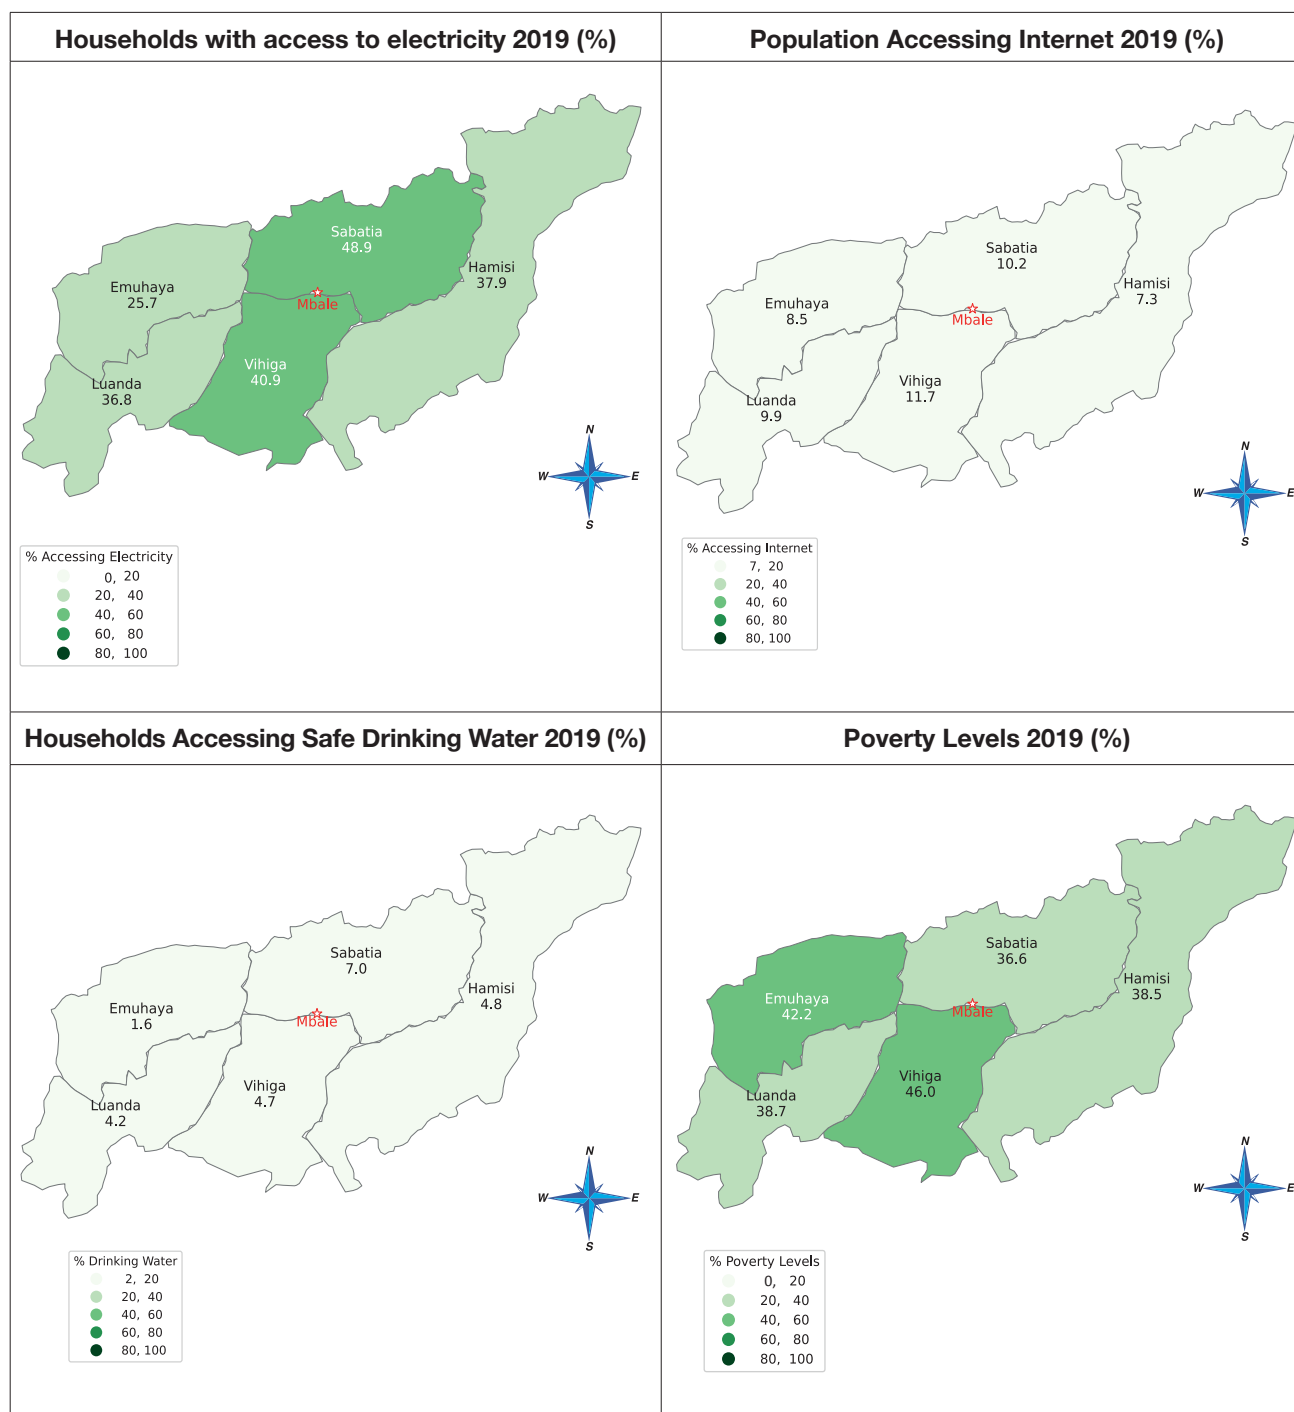 Households with access to electricity 2019 (%)
Sabatia
48.9
Hamisi
37.9
Emuhaya
25.7
Mbale
Vihiga
40.9
Luanda
36.8
N
W E
S
% Accessing Electricity
0, 20
20, 40
40, 60
60, 80
80, 100
Population Accessing Internet 2019 (%)
Sabatia
10.2
Hamisi
7.3
Emuhaya
8.5
Mbale
Vihiga
11.7
Luanda
9.9
N
W E
S
% Accessing Internet
7, 20
20, 40
40, 60
60, 80
80, 100
Households Accessing Safe Drinking Water 2019 (%)
Sabatia
7.0
Hamisi
4.8
Emuhaya
1.6
Mbale
Vihiga
4.7
Luanda
4.2
N
W E
S
% Drinking Water
2, 20
20, 40
40, 60
60, 80
80, 100
Poverty Levels 2019 (%)
Sabatia
36.6
Hamisi
38.5
Emuhaya
42.2
Mbale
Vihiga
46.0
Luanda
38.7
N
W E
S
% Poverty Levels
0, 20
20, 40
40, 60
60, 80
80, 100